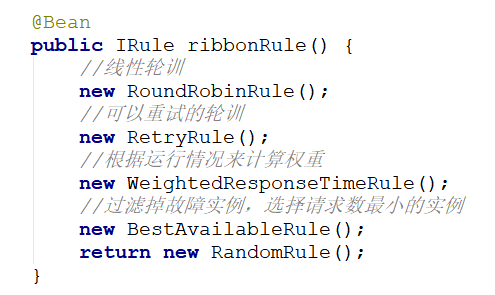 @Bean
public IRule ribbonRule() {
    //线性轮训
    new RoundRobinRule();
    //可以重试的轮训
    new RetryRule();
    //根据运行情况来计算权重
    new WeightedResponseTimeRule();
    //过滤掉故障实例，选择请求数最小的实例
    new BestAvailableRule();
    return new RandomRule();
}